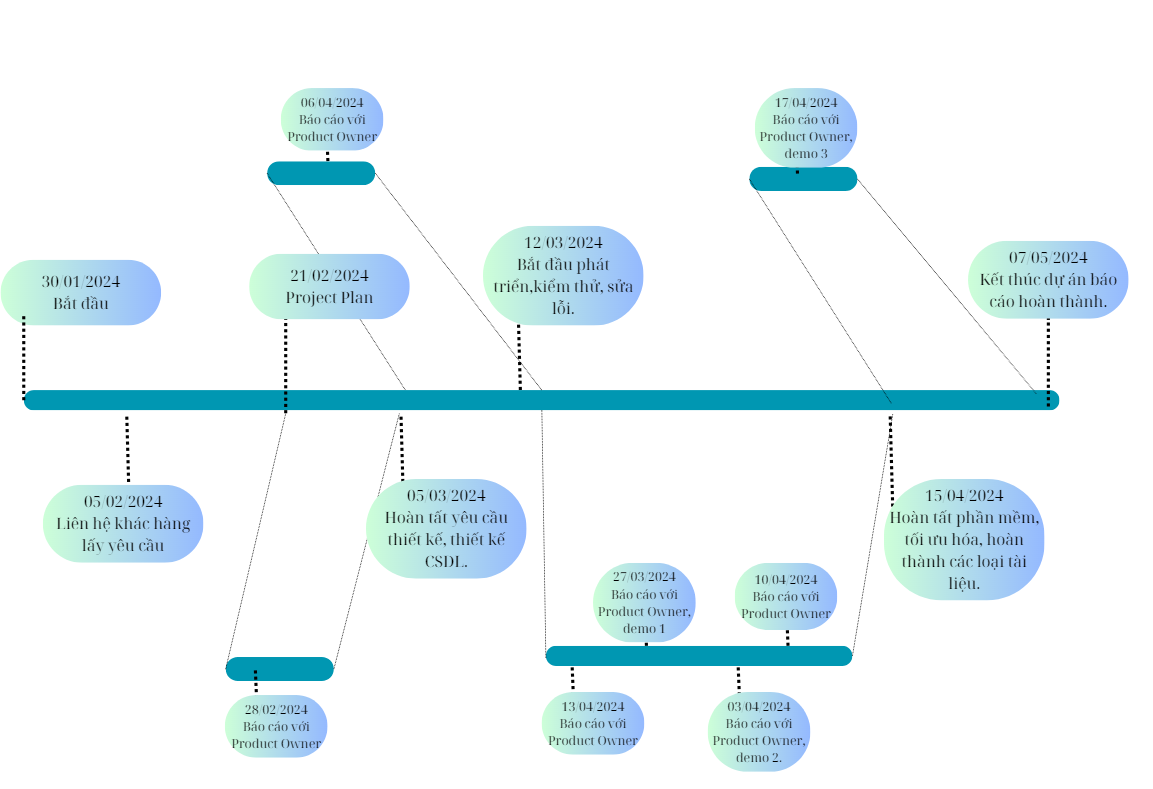 06/04/2024
Báo cáo với
Product Owner
17/04/2024
Báo cáo với
Product Owner,
demo 3
30/01/2024
Bắt đầu
21/02/2024
Project Plan
12/03/2024
Bắt đầu phát
triển,kiểm thử, sửa
lỗi.
07/05/2024
Kết thúc dự án báo
cáo hoàn thành.
05/02/2024
Liên hệ khác hàng
lấy yêu cầu
05/03/2024
Hoàn tất yêu cầu
thiết kế, thiết kế
CSDL.
15/04/2024
Hoàn tất phần mềm,
tối ưu hóa, hoàn
thành các loại tài
liệu.
27/03/2024
Báo cáo với
Product Owner,
demo 1
10/04/2024
Báo cáo với
Product Owner
28/02/2024
Báo cáo với
Product Owner
13/04/2024
Báo cáo với
Product Owner
03/04/2024
Báo cáo với
Product Owner,
demo 2.